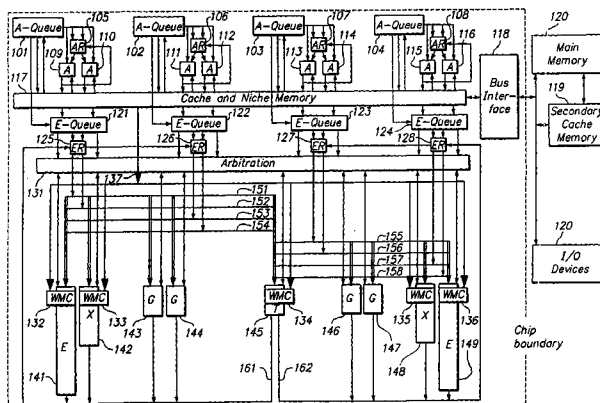 A-Queue 105 A-Queue 106 A-Queue 107 A-Queue 108 120
AR 110 AR 112 AR 114 AR 116 118 Main Memory
101 109 102 111 103 113 104 115
A A A A A A A A
117 Bus Interface 119
Cache and Niche Memory
Secondary Cache Memory
121 122 123
E-Queue E-Queue E-Queue 124 E-Queue
125 126 127 128
ER ER ER ER
Arbitration
131 137
151
152
153 155 120
154 156 I/O Devices
157
158
WMC WMC G G WMC G G WMC WMC
132 X 133 143 144 T 134 146 147 135 X 136
142 145 148 Chip boundary
E E
141 161 162 149